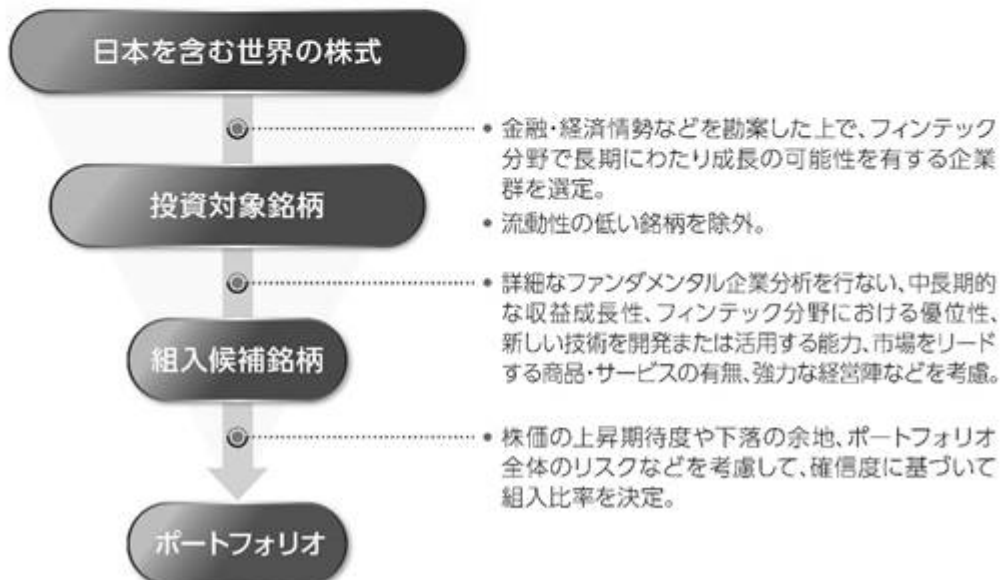 日本を含む世界の株式
• 金融・経済情勢などを勘案した上で、フィンテック
分野で長期にわたり成長の可能性を有する企業
群を選定。
• 流動性の低い銘柄を除外。
投資対象銘柄
• 詳細なファンダメンタル企業分析を行ない、中長期的
な収益成長性、フィンテック分野における優位性、
新しい技術を開発または活用する能力、市場をリード
する商品・サービスの有無、強力な経営陣などを考慮。
組入候補銘柄
• 株価の上昇期待度や下落の余地、ポートフォリオ
全体のリスクなどを考慮して、確信度に基づいて
組入比率を決定。
ポートフォリオ